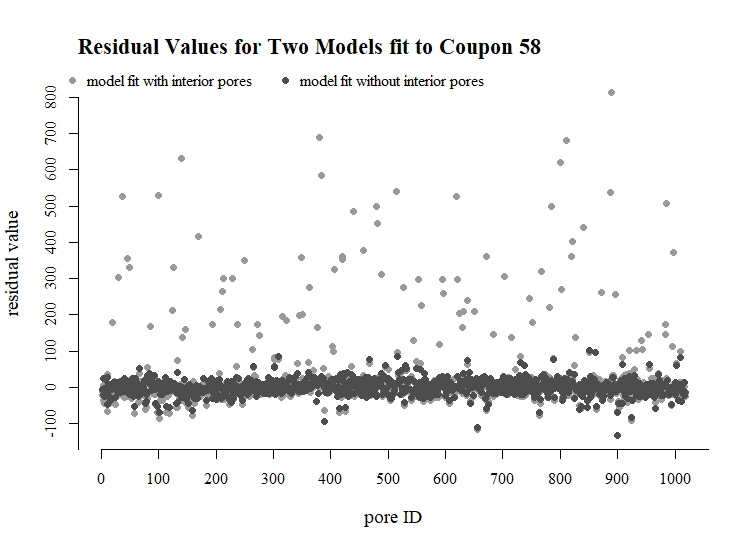 Residual Values for Two Models fit to Coupon 58
model fit with interior pores
model fit without interior pores
800
700
600
500
400
300
200
100
0
-100
residual value
0 100 200 300 400 500 600 700 800 900 1000
pore ID